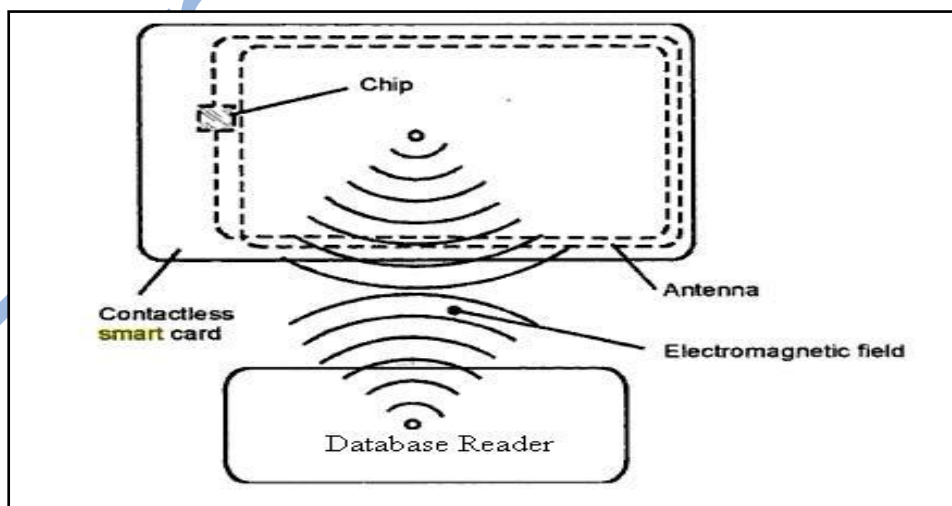 Chip
Antenna
Contactless
smart card
Electromagnetic field
Database Reader